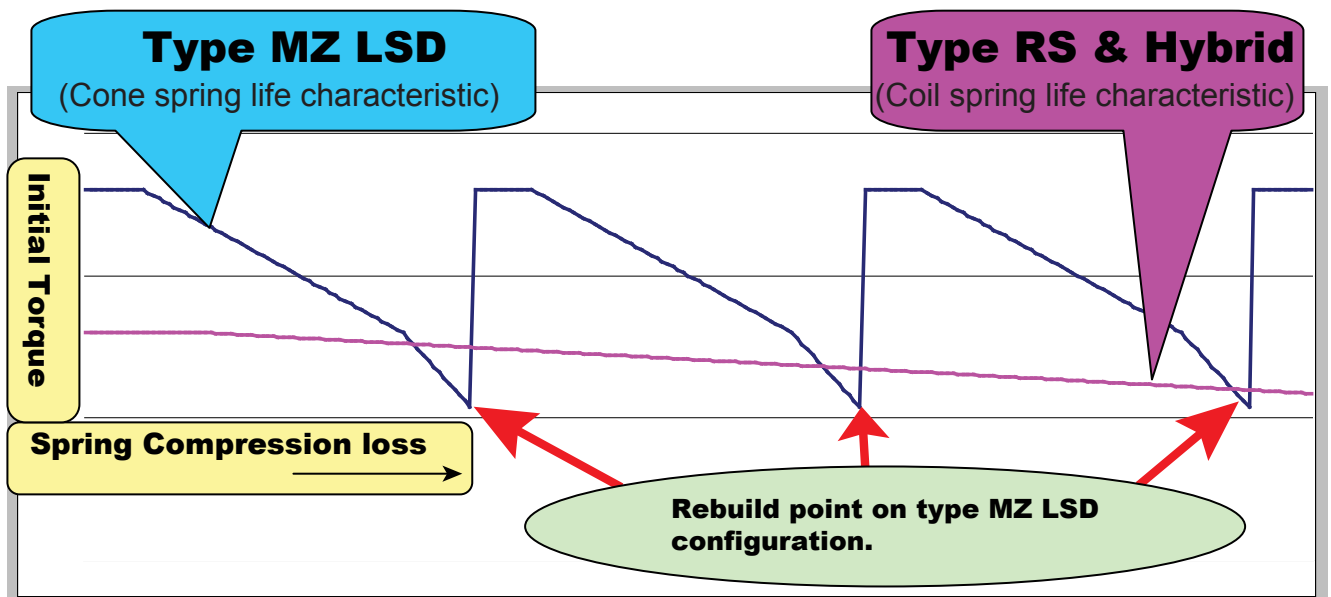 Type MZ LSD
(Cone spring life characteristic)
Type RS & Hybrid
(Coil spring life characteristic)
Initial Torque
Spring Compression loss
Rebuild point on type MZ LSD
configuration.